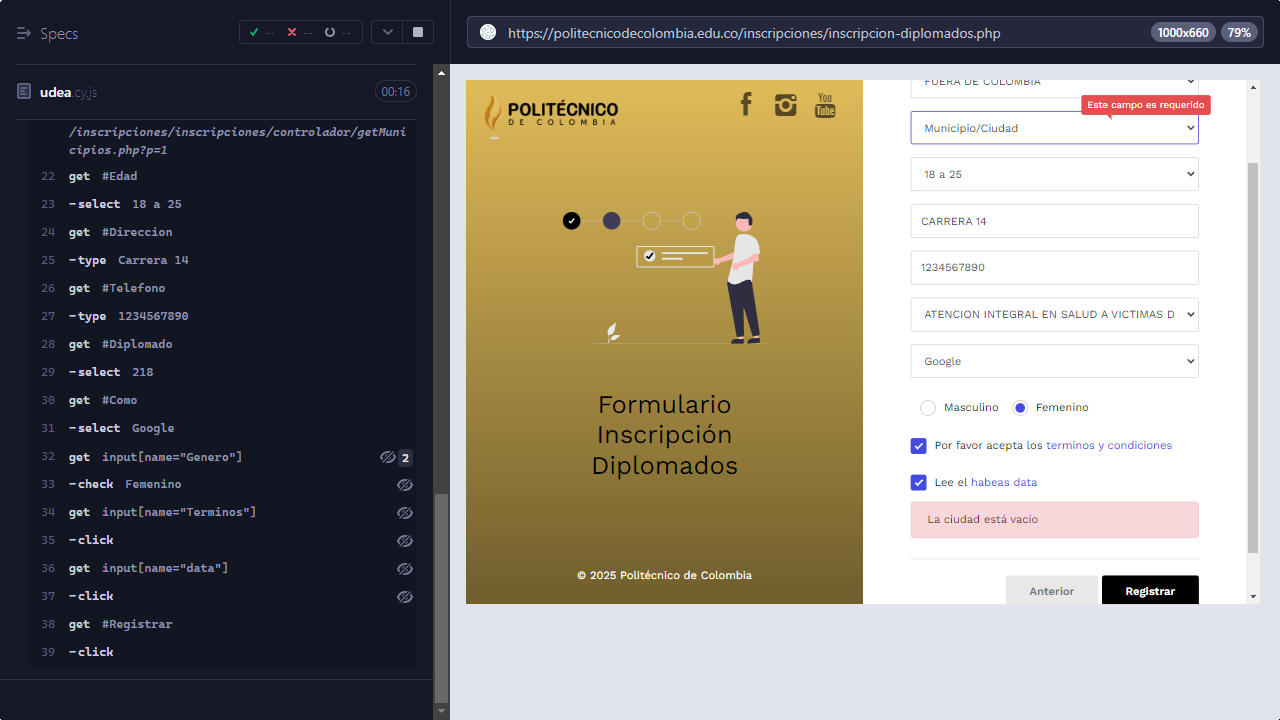 Specs
-- -- --
https://politecnicodecolombia.edu.co/inscripciones/inscripcion-diplomados.php
1000x660
79%
udea.cy.js
00:16
/inscripciones/inscripciones/controlador/getMuni
cipios.php?p=1
22 get #Edad
23 -select 18 a 25
24 get #Direccion
25 -type Carrera 14
26 get #Telefono
27 -type 1234567890
28 get #Diplomado
29 -select 218
30 get #Como
31 -select Google
32 get input[name="Genero"] 2
33 -check Femenino
34 get input[name="Terminos"]
35 -click
36 get input[name="data"]
37 -click
38 get #Registrar
39 -click
POLITÉCNICO
DE COLOMBIA
You
Tube
Formulario
Inscripción
Diplomados
© 2025 Politécnico de Colombia
FUERA DE COLOMBIA
Este campo es requerido
Municipio/Ciudad
18 a 25
CARRERA 14
1234567890
ATENCION INTEGRAL EN SALUD A VICTIMAS D
Google
Masculino Femenino
Por favor acepta los terminos y condiciones
Lee el habeas data
La ciudad está vacío
Anterior Registrar